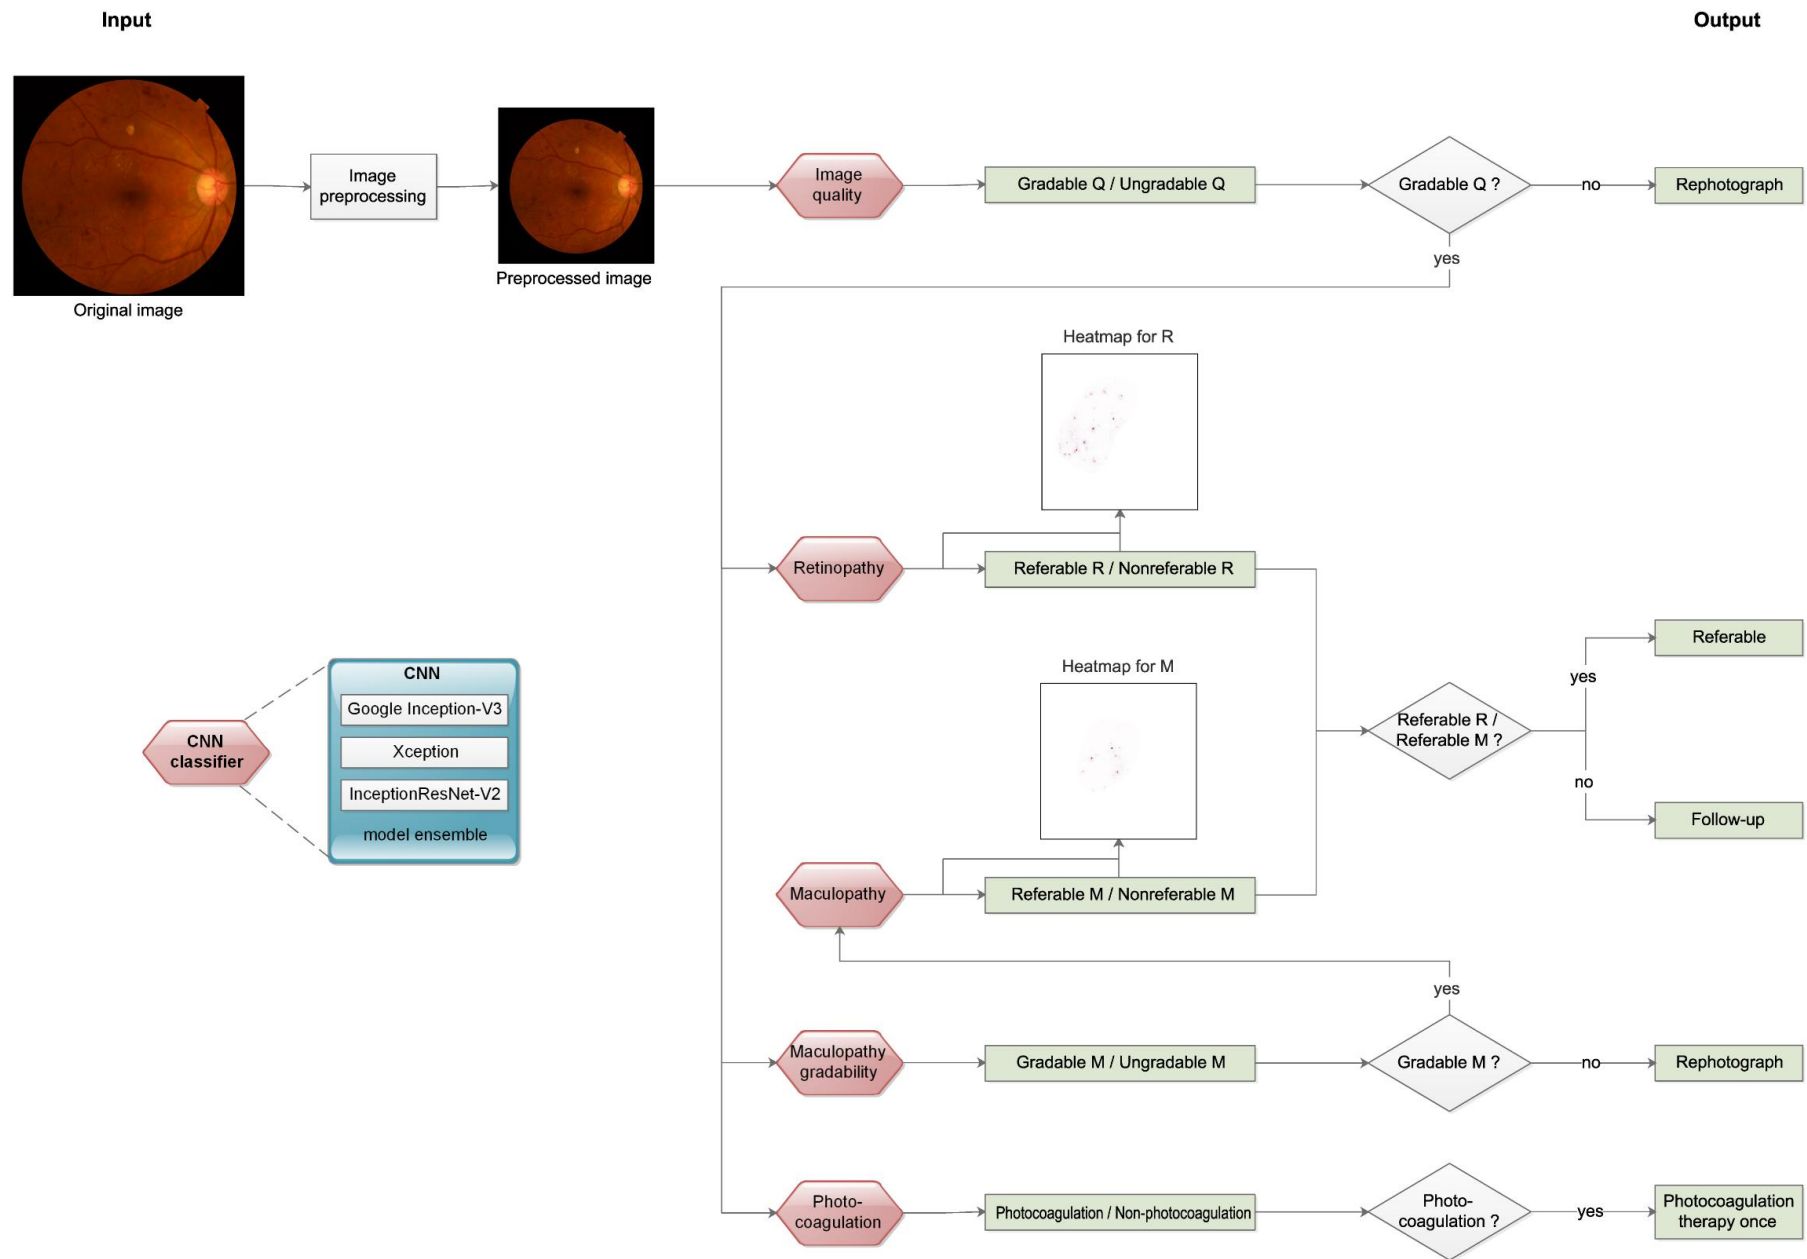 Input
Output
Image
preprocessing
Image
quality
Gradable Q / Ungradable Q
Gradable Q ?
no
Rephotograph
yes
Original image
Preprocessed image
Heatmap for R
Retinopathy
Referable R / Nonreferable R
Heatmap for M
Referable R /
Referable M ?
yes
Referable
no
Follow-up
CNN
classifier
CNN
Google Inception-V3
Xception
InceptionResNet-V2
model ensemble
Maculopathy
Referable M / Nonreferable M
yes
Maculopathy
gradability
Gradable M / Ungradable M
Gradable M ?
no
Rephotograph
Photo-
coagulation
Photocoagulation / Non-photocoagulation
Photo-
coagulation ?
yes
Photocoagulation
therapy once